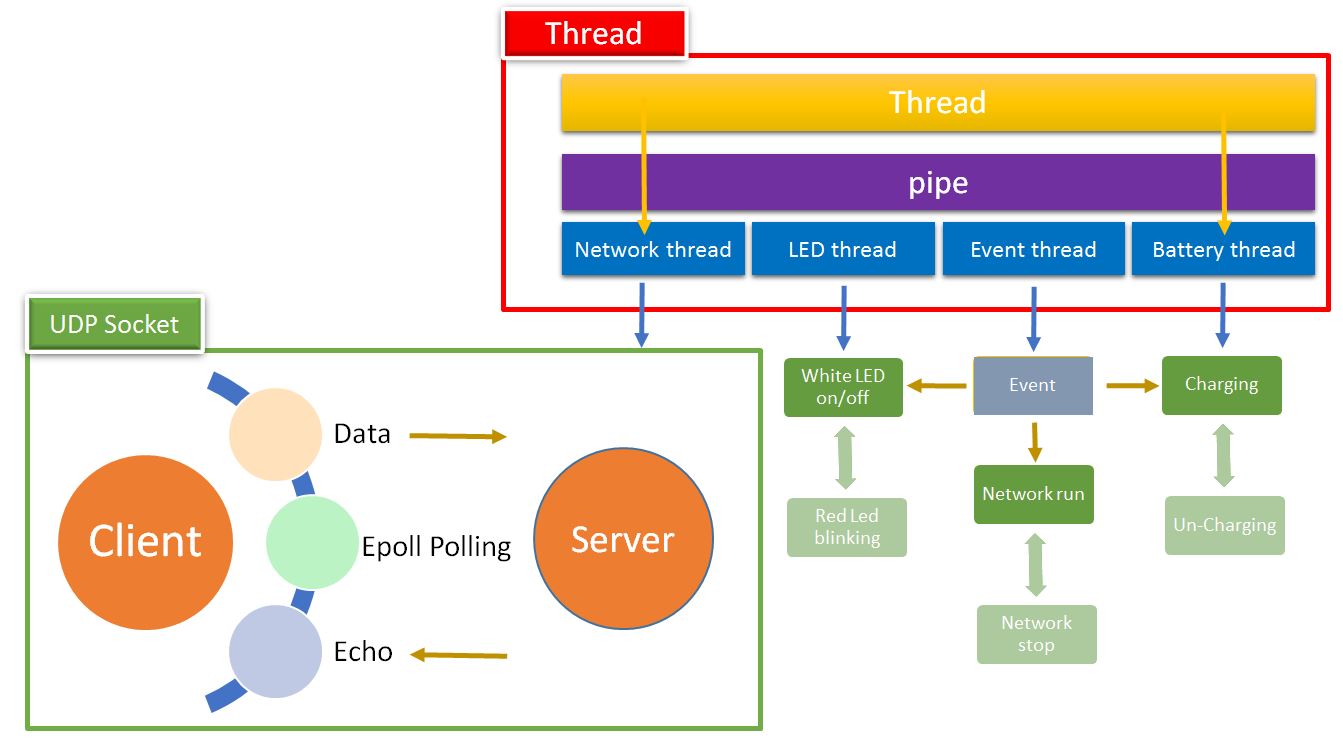 Thread
Thread
pipe
Network thread
LED thread
Event thread
Battery thread
UDP Socket
White LED
on/off
Event
Charging
Data
Client
Epoll Polling
Server
Echo
Network run
Red Led
blinking
Un-Charging
Network
stop